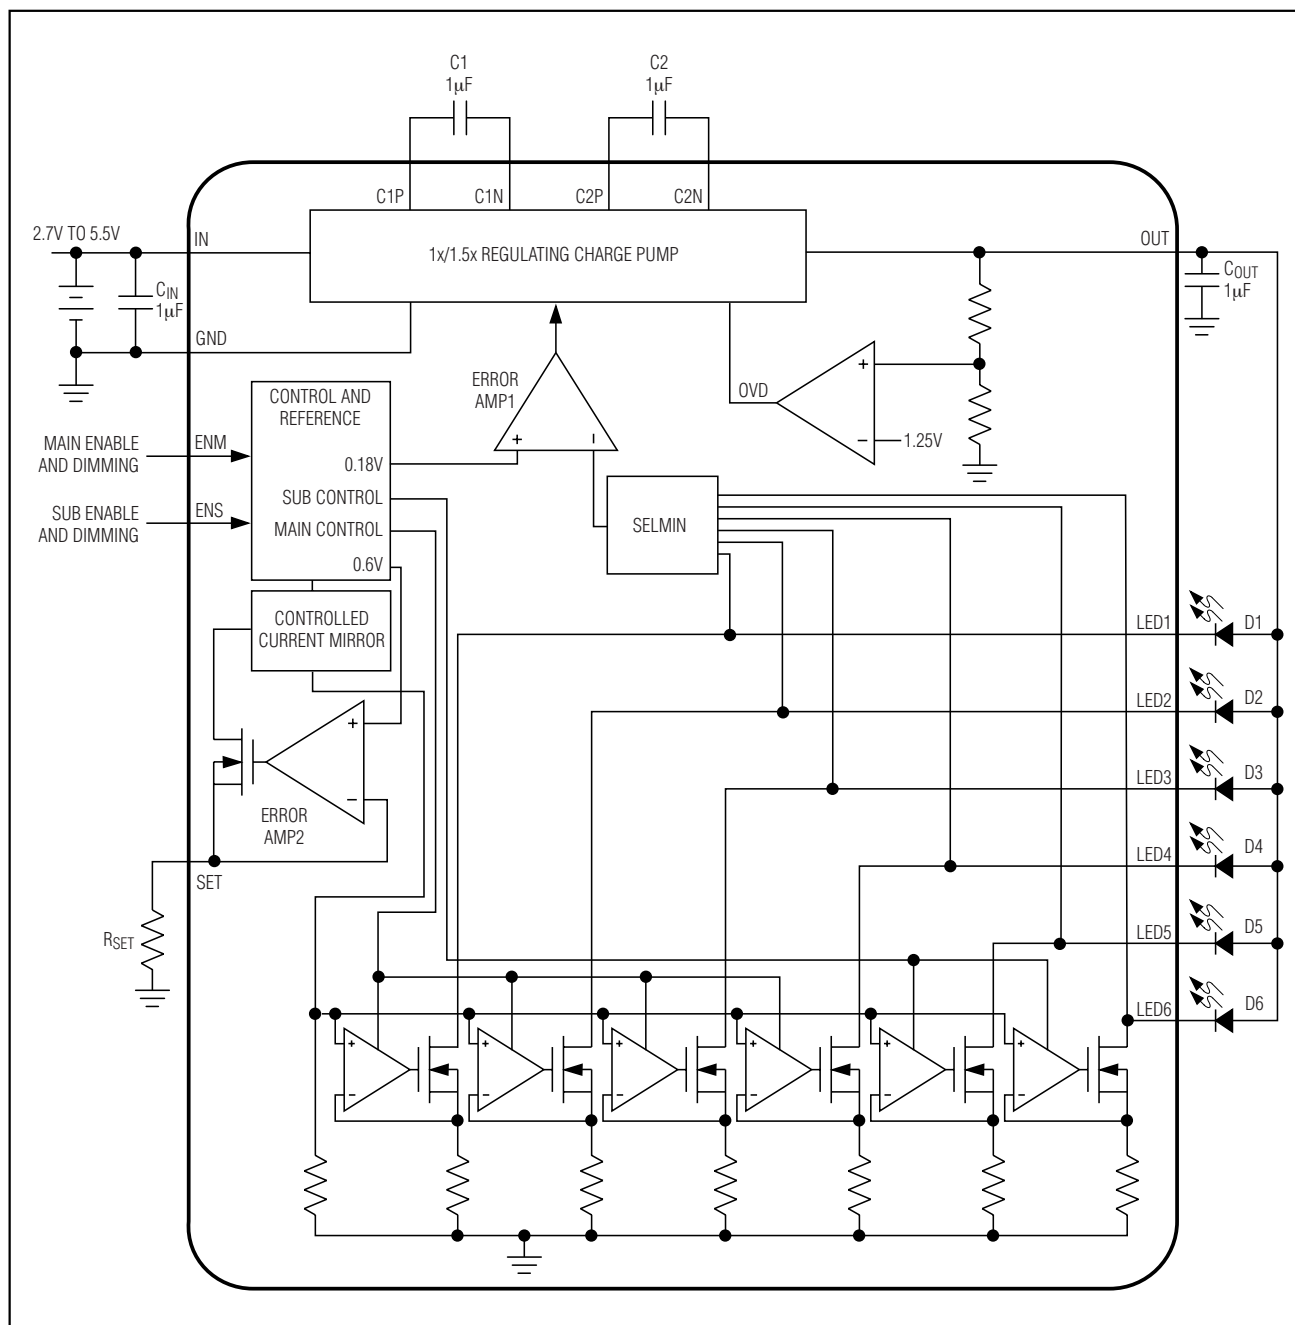 C1
1µF
C2
1µF
C1P
C1N
C2P
C2N
2.7V TO 5.5V
IN
1x/1.5x REGULATING CHARGE PUMP
OUT
CIN
1µF
COUT
1µF
GND
ERROR
AMP1
OVD
+
−
1.25V
CONTROL AND
REFERENCE
+
−
MAIN ENABLE
AND DIMMING
ENM
0.18V
SUB CONTROL
SUB ENABLE
AND DIMMING
ENS
MAIN CONTROL
SELMIN
0.6V
CONTROLLED
CURRENT MIRROR
LED1
D1
LED2
D2
+
−
LED3
D3
ERROR
AMP2
LED4
D4
SET
RSET
LED5
D5
LED6
D6
+ + + + + +
− − − − − −